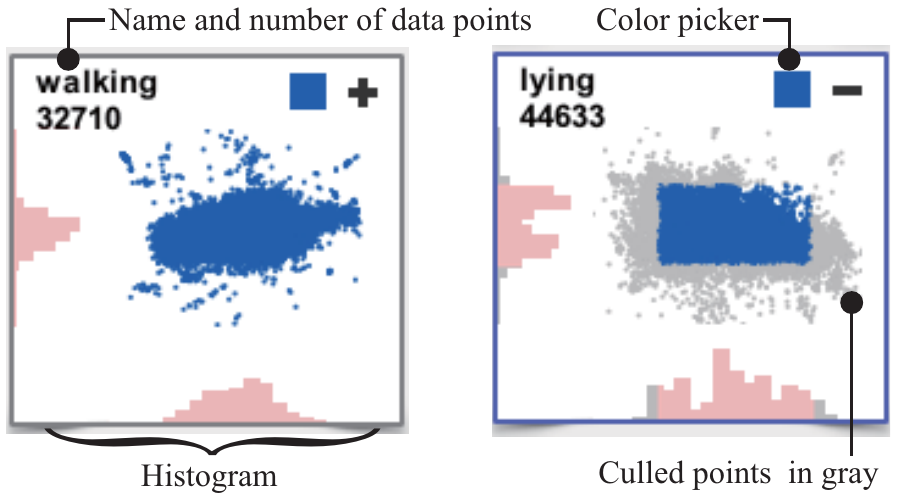 Name and number of data points
Color picker
walking
32710
lying
44633
Histogram
Culled points in gray